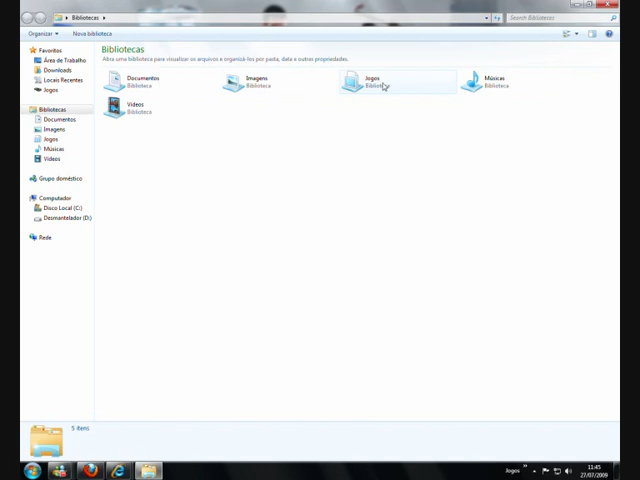 Bibliotecas
Search Bibliotecas
Organizar
Nova biblioteca
Favoritos
Área de Trabalho
Downloads
Locais Recentes
Jogos
Bibliotecas
Documentos
Imagens
Jogos
Músicas
Vídeos
Grupo doméstico
Computador
Disco Local (C:)
Desmantelador (D:)
Rede
Bibliotecas
Abra uma biblioteca para visualizar os arquivos e organizá-los por pasta, data e outras propriedades.
Documentos
Biblioteca
Imagens
Biblioteca
Jogos
Biblioteca
Músicas
Biblioteca
Vídeos
Biblioteca
5 itens
Jogos
11:45
27/07/2009